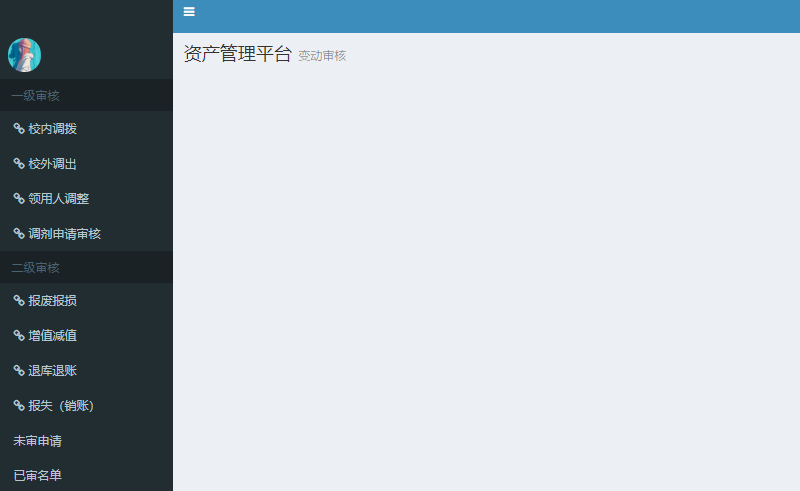 资产管理平台 变动审核
一级审核
校内调拨
校外调出
领用人调整
调剂申请审核
二级审核
报废报损
增值减值
退库退账
报失（销账）
未审申请
已审名单